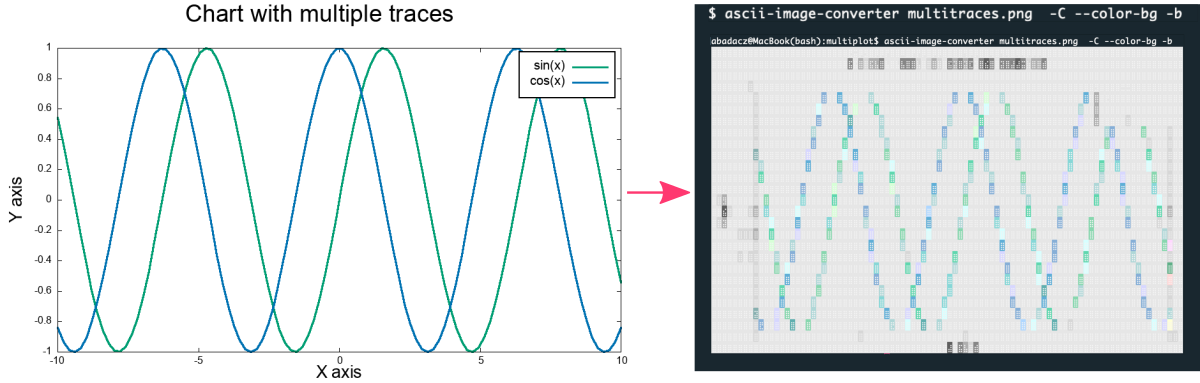 Chart with multiple traces
1
0.8
0.6
0.4
0.2
0
-0.2
-0.4
-0.6
-0.8
-1
Y axis
sin(x)
cos(x)
-10
-5
0
5
10
X axis
$ ascii-image-converter multitraces.png -C --color-bg -b
abadacz@MacBook(bash):multiplot$ ascii-image-converter multitraces.png -C --color-bg -b